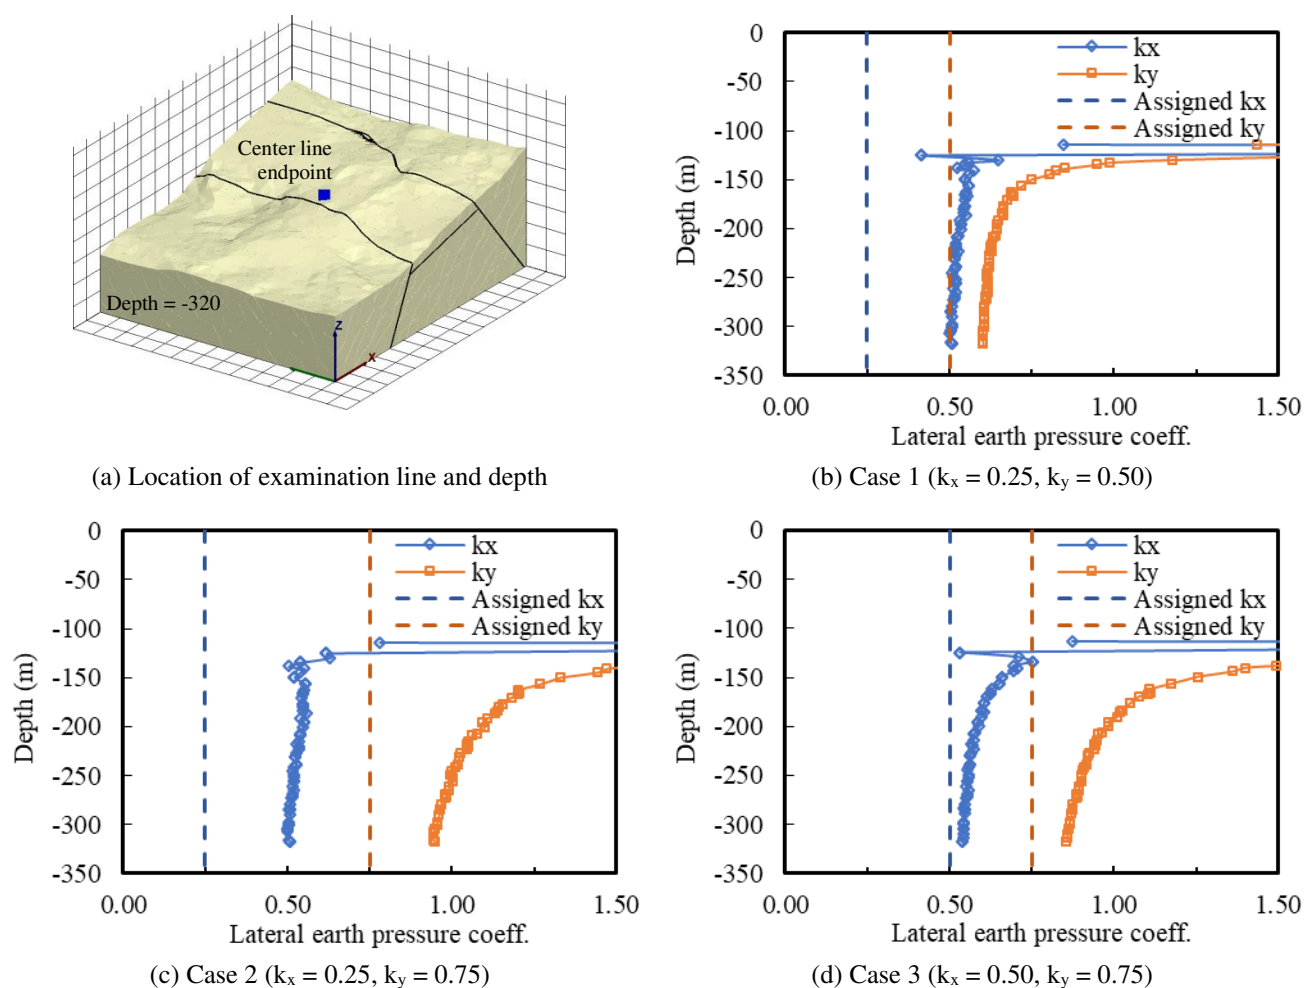 Center line
endpoint
Depth = -320
z
x
(a) Location of examination line and depth
0
-50
-100
-150
-200
-250
-300
-350
Depth (m)
kx
ky
Assigned kx
Assigned ky
0.00
0.50
1.00
1.50
Lateral earth pressure coeff.
(b) Case 1 (kₓ = 0.25, kᵧ = 0.50)
0
-50
-100
-150
-200
-250
-300
-350
Depth (m)
kx
ky
Assigned kx
Assigned ky
0.00
0.50
1.00
1.50
Lateral earth pressure coeff.
(c) Case 2 (kₓ = 0.25, kᵧ = 0.75)
0
-50
-100
-150
-200
-250
-300
-350
Depth (m)
kx
ky
Assigned kx
Assigned ky
0.00
0.50
1.00
1.50
Lateral earth pressure coeff.
(d) Case 3 (kₓ = 0.50, kᵧ = 0.75)